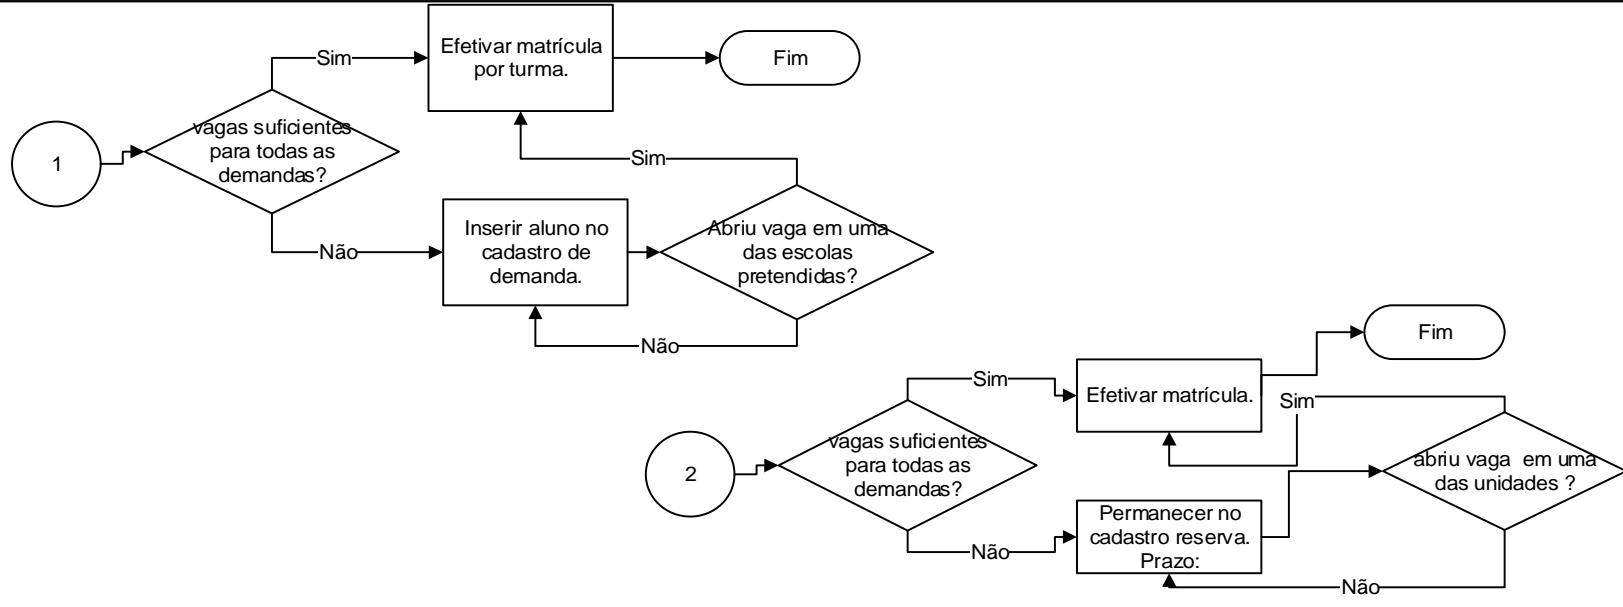 Efetivar matrícula
por turma.
Fim
Sim
1
vagas suficientes
para todas as
demandas?
Sim
Não
Inserir aluno no
cadastro de
demanda.
Abriu vaga em uma
das escolas
pretendidas?
Não
Fim
Sim
Efetivar matrícula.
Sim
2
vagas suficientes
para todas as
demandas?
abriu vaga  em uma
das unidades ?
Não
Permanecer no
cadastro reserva.
Prazo:
Não